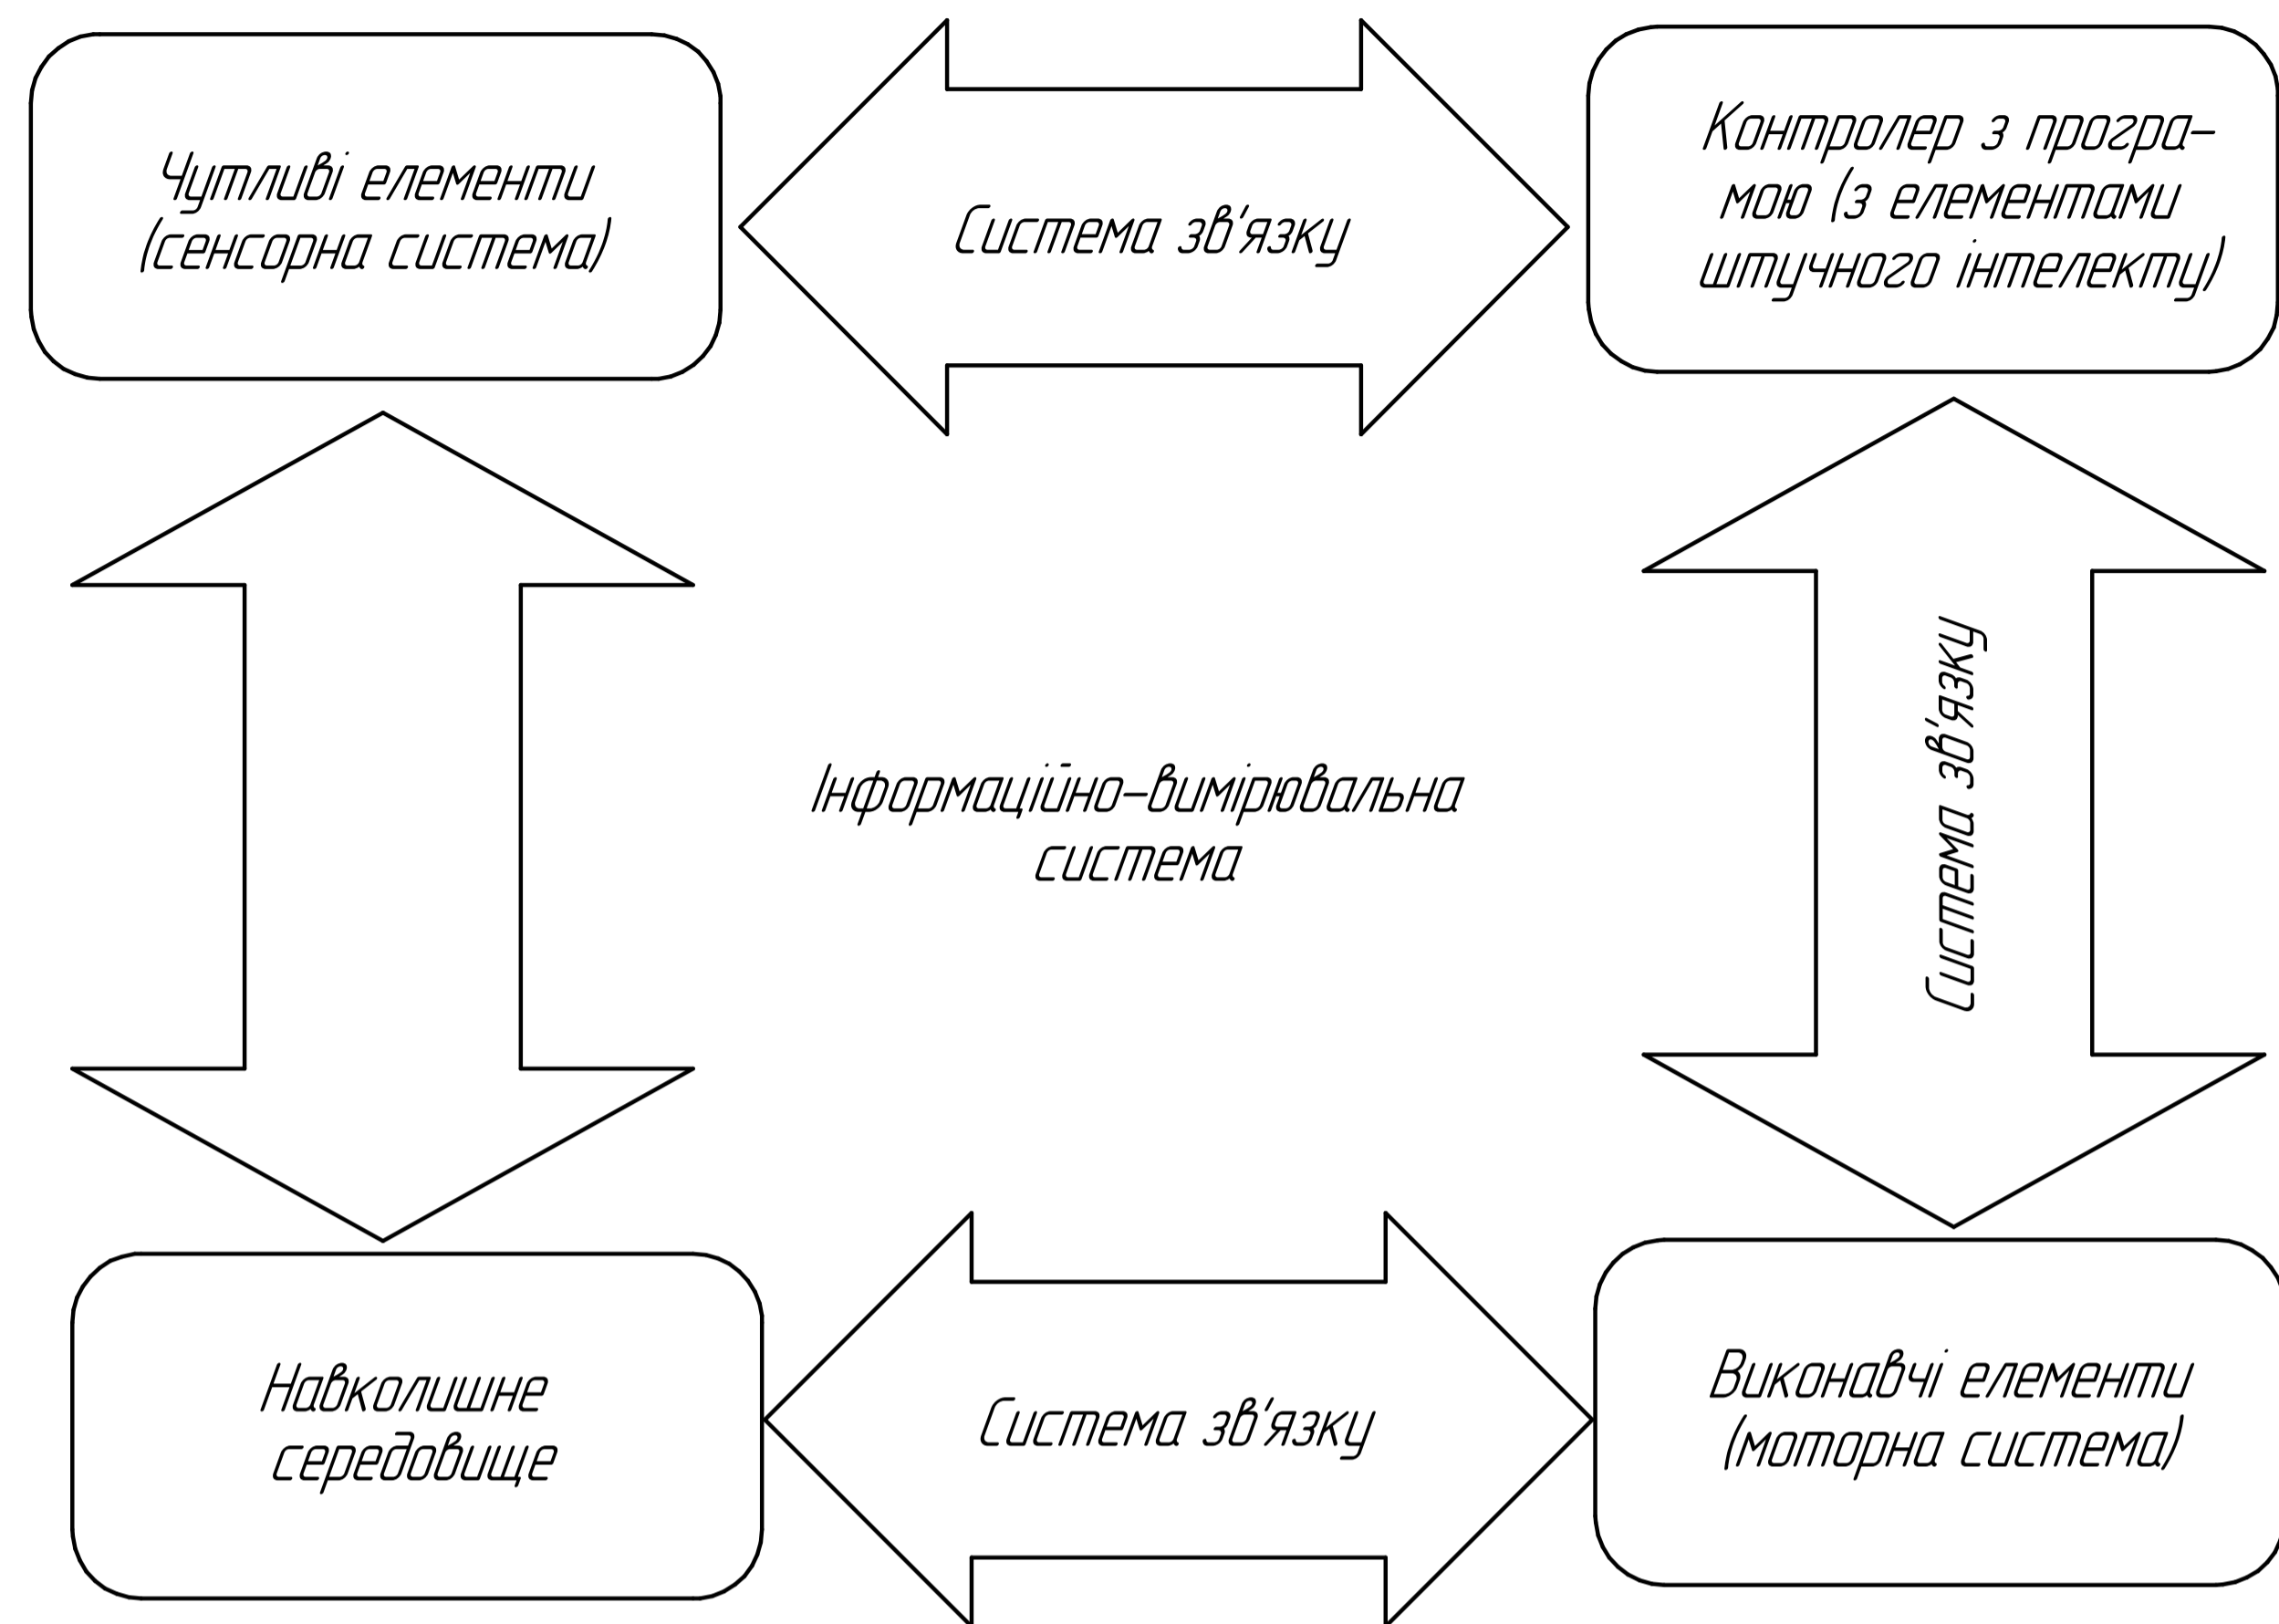 Чутливі елементи
(сенсорна система)
Система зв'язку
Контролер з програ-
мою (з елементами
штучного інтелекту)
Інформаційно-вимірювальна
система
Система зв'язку
Навколишнє
середовище
Система зв'язку
Виконавчі елементи
(моторна система)